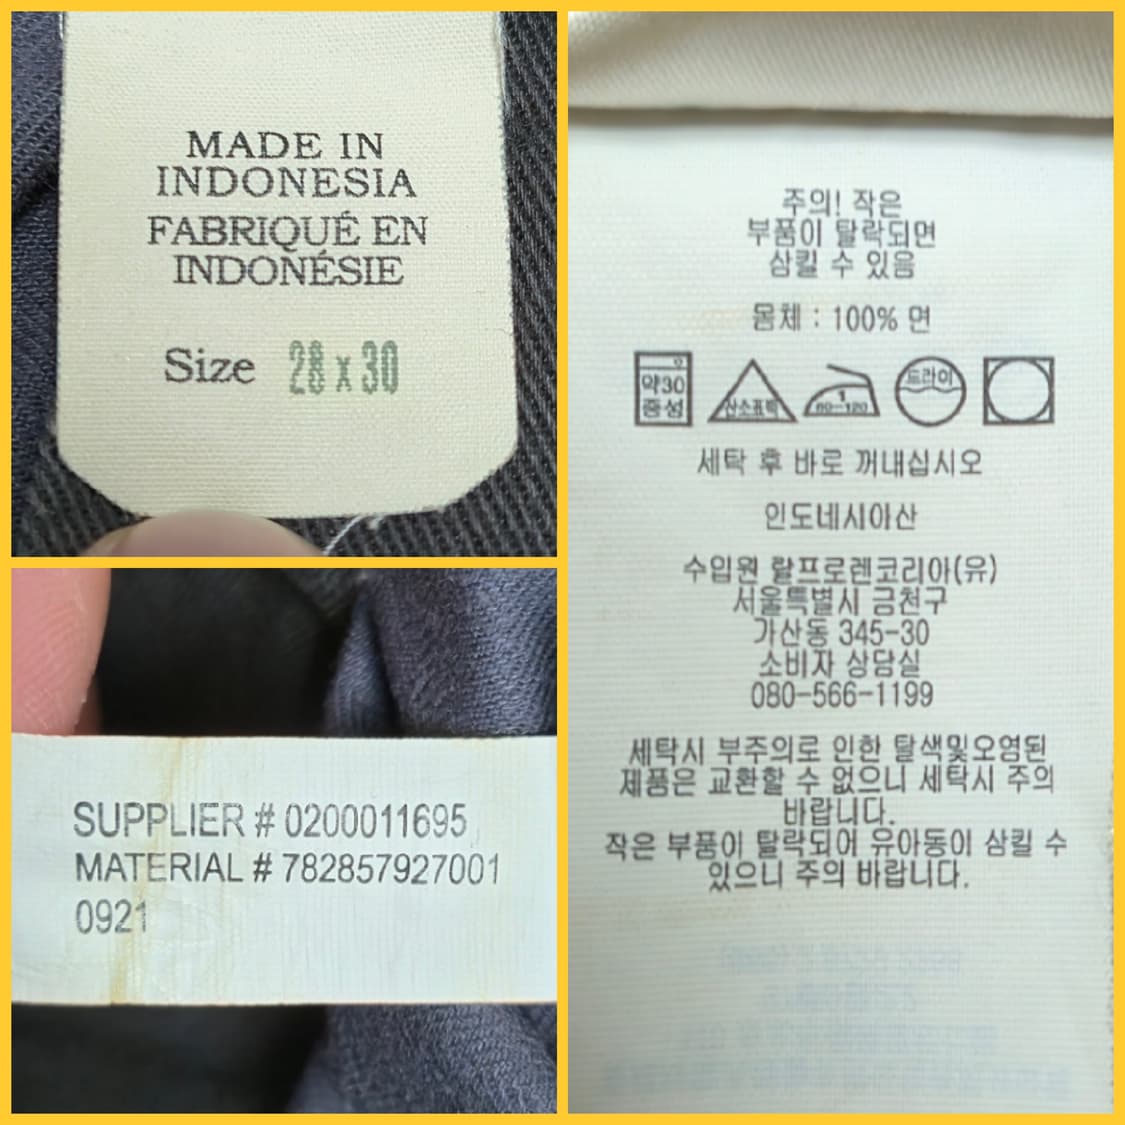 MADE IN
INDONESIA
FABRIQUÉ EN
INDONÉSIE
Size 28 x 30
SUPPLIER # 0200011695
MATERIAL # 782857927001
0921
주의! 작은
부품이 탈락되면
삼킬 수 있음
몸체 : 100% 면
약30
중성
산소표백
1
80-120
드라이
세탁 후 바로 꺼내십시오
인도네시아산
수입원 랄프로렌코리아(유)
서울특별시 금천구
가산동 345-30
소비자 상담실
080-566-1199
세탁시 부주의로 인한 탈색및오염된
제품은 교환할 수 없으니 세탁시 주의
바랍니다.
작은 부품이 탈락되어 유아동이 삼킬 수
있으니 주의 바랍니다.